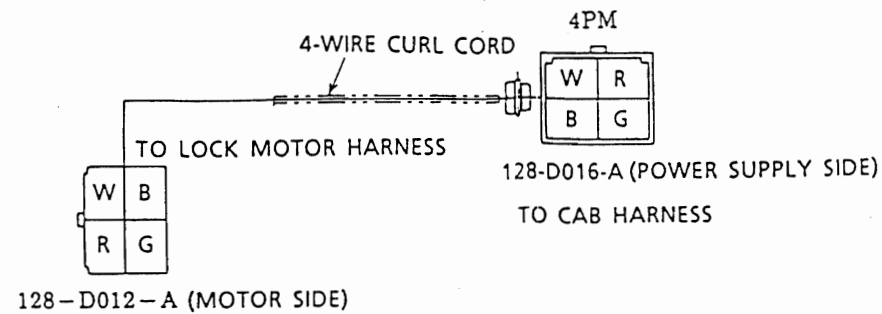 4PM
4-WIRE CURL CORD
W R
B G
TO LOCK MOTOR HARNESS
128-D016-A (POWER SUPPLY SIDE)
W B
TO CAB HARNESS
R G
128-D012-A (MOTOR SIDE)